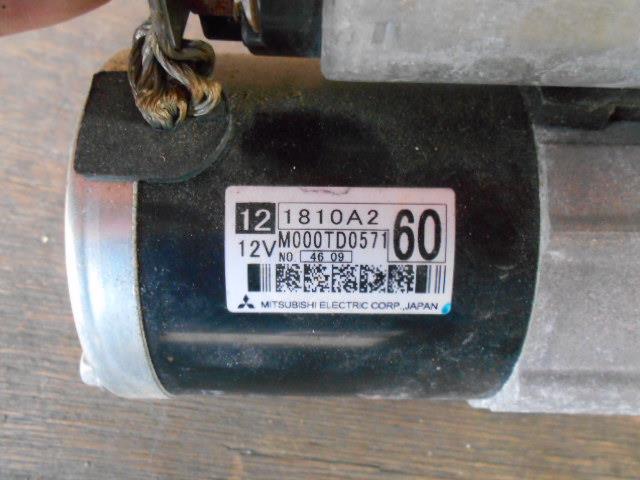 12 1810A2 60
12V M000TD0571
NO. 46 09
MITSUBISHI ELECTRIC CORP., JAPAN